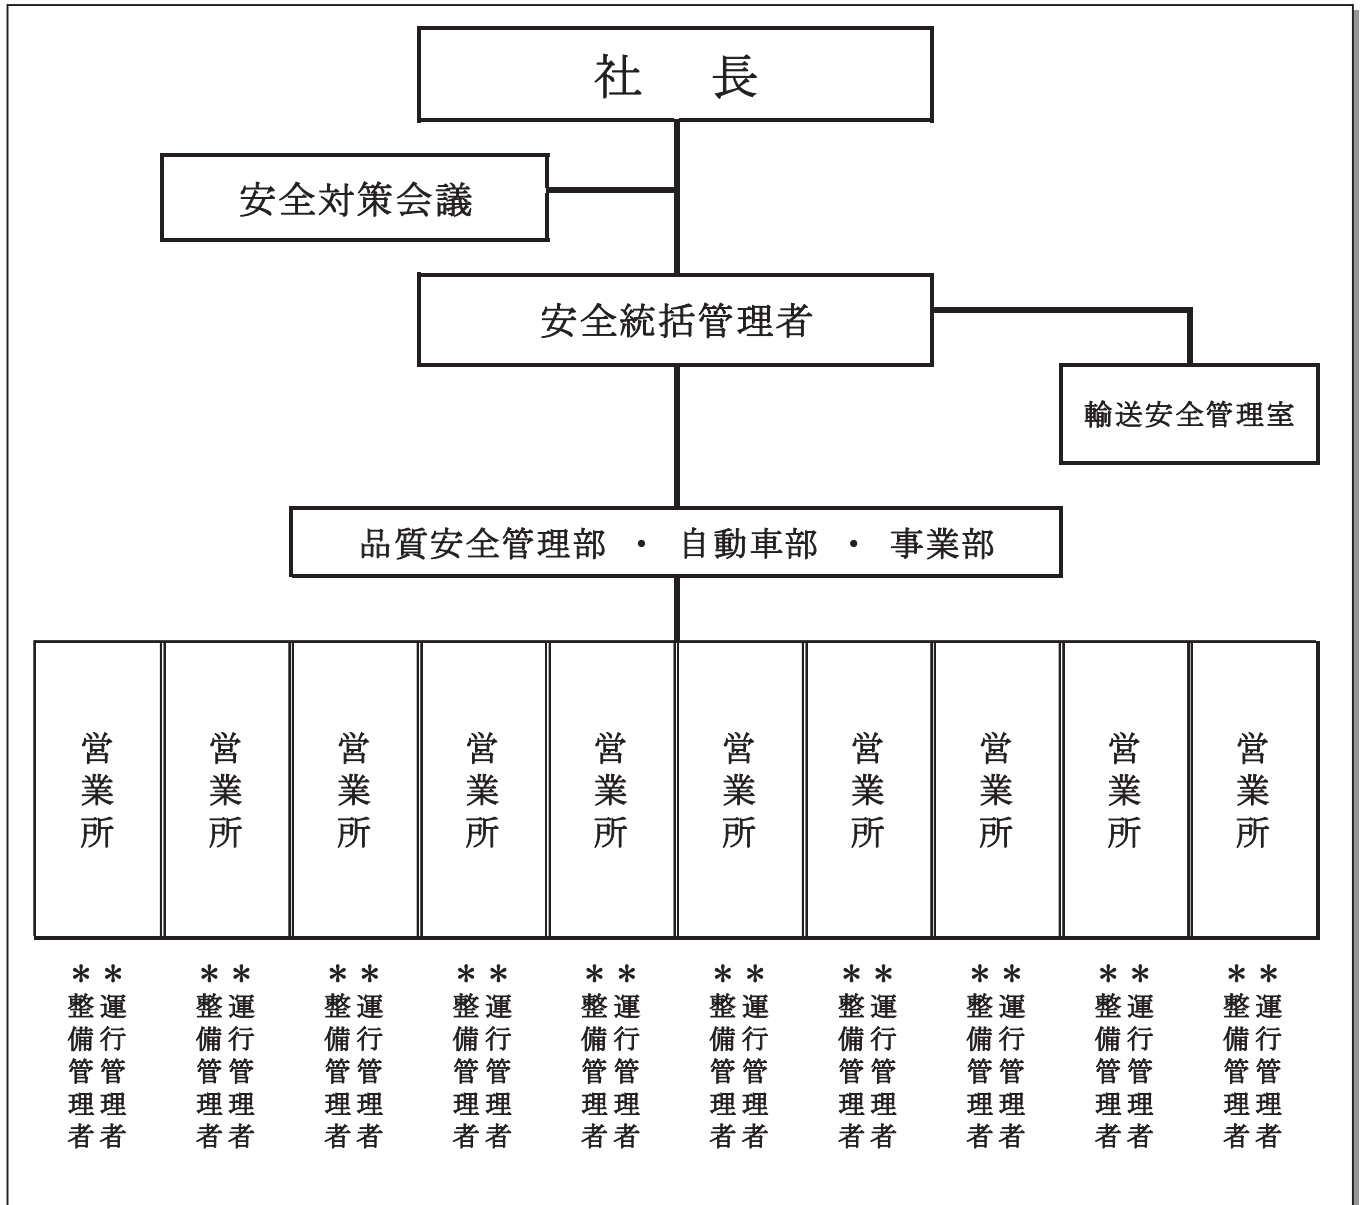 社　長
安全対策会議
安全統括管理者
輸送安全管理室
品質安全管理部 ・ 自動車部 ・ 事業部
営業所
営業所
営業所
営業所
営業所
営業所
営業所
営業所
営業所
営業所
＊運行管理者
＊整備管理者
＊運行管理者
＊整備管理者
＊運行管理者
＊整備管理者
＊運行管理者
＊整備管理者
＊運行管理者
＊整備管理者
＊運行管理者
＊整備管理者
＊運行管理者
＊整備管理者
＊運行管理者
＊整備管理者
＊運行管理者
＊整備管理者
＊運行管理者
＊整備管理者